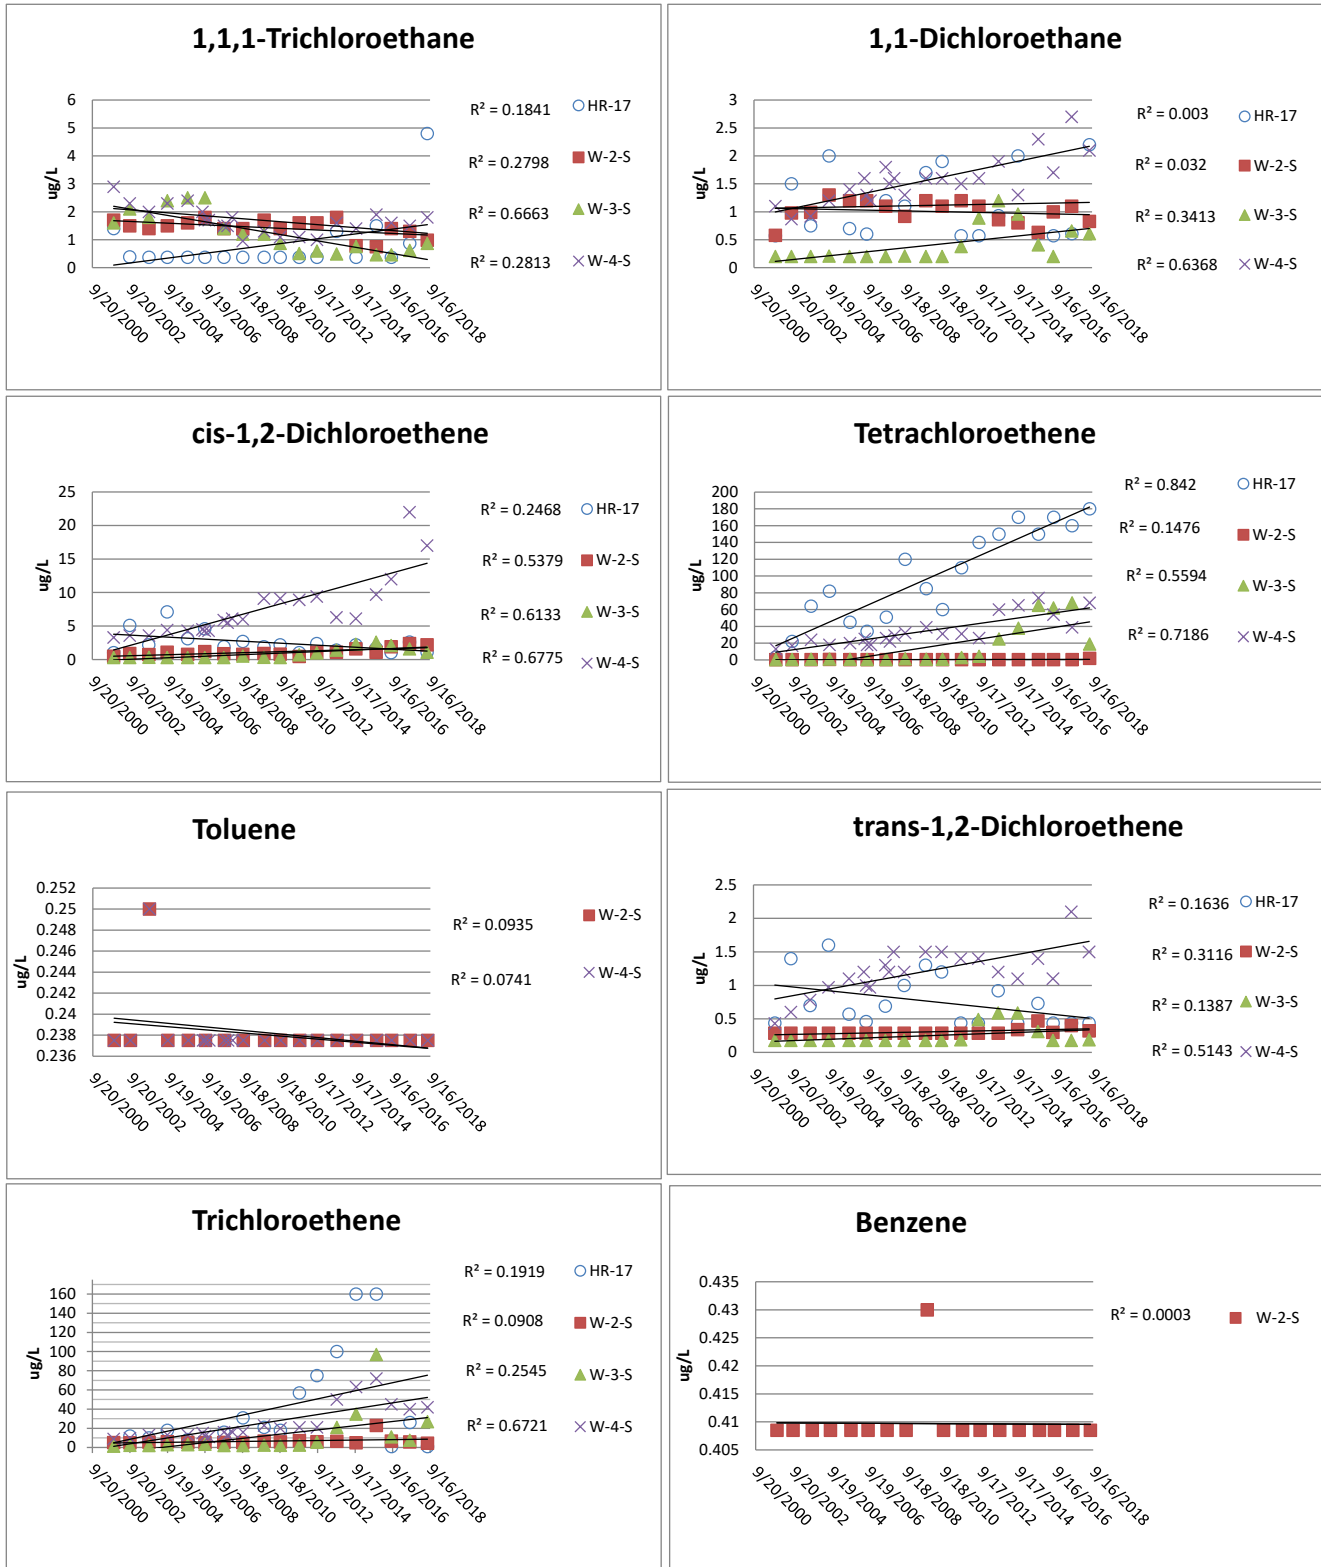 1,1,1-Trichloroethane
6
5
4
3
2
1
0
ug/L
9/20/2000
9/20/2002
9/19/2004
9/19/2006
9/18/2008
9/18/2010
9/17/2012
9/17/2014
9/16/2016
9/16/2018
R² = 0.1841
HR-17
R² = 0.2798
W-2-S
R² = 0.6663
W-3-S
R² = 0.2813
W-4-S
1,1-Dichloroethane
3
2.5
2
1.5
1
0.5
0
ug/L
9/20/2000
9/20/2002
9/19/2004
9/19/2006
9/18/2008
9/18/2010
9/17/2012
9/17/2014
9/16/2016
9/16/2018
R² = 0.003
HR-17
R² = 0.032
W-2-S
R² = 0.3413
W-3-S
R² = 0.6368
W-4-S
cis-1,2-Dichloroethene
25
20
15
10
5
0
ug/L
9/20/2000
9/20/2002
9/19/2004
9/19/2006
9/18/2008
9/18/2010
9/17/2012
9/17/2014
9/16/2016
9/16/2018
R² = 0.2468
HR-17
R² = 0.5379
W-2-S
R² = 0.6133
W-3-S
R² = 0.6775
W-4-S
Tetrachloroethene
200
180
160
140
120
100
80
60
40
20
0
ug/L
9/20/2000
9/20/2002
9/19/2004
9/19/2006
9/18/2008
9/18/2010
9/17/2012
9/17/2014
9/16/2016
9/16/2018
R² = 0.842
HR-17
R² = 0.1476
W-2-S
R² = 0.5594
W-3-S
R² = 0.7186
W-4-S
Toluene
0.252
0.25
0.248
0.246
0.244
0.242
0.24
0.238
0.236
ug/L
9/20/2000
9/20/2002
9/19/2004
9/19/2006
9/18/2008
9/18/2010
9/17/2012
9/17/2014
9/16/2016
9/16/2018
R² = 0.0935
W-2-S
R² = 0.0741
W-4-S
trans-1,2-Dichloroethene
2.5
2
1.5
1
0.5
0
ug/L
9/20/2000
9/20/2002
9/19/2004
9/19/2006
9/18/2008
9/18/2010
9/17/2012
9/17/2014
9/16/2016
9/16/2018
R² = 0.1636
HR-17
R² = 0.3116
W-2-S
R² = 0.1387
W-3-S
R² = 0.5143
W-4-S
Trichloroethene
160
140
120
100
80
60
40
20
0
ug/L
9/20/2000
9/20/2002
9/19/2004
9/19/2006
9/18/2008
9/18/2010
9/17/2012
9/17/2014
9/16/2016
9/16/2018
R² = 0.1919
HR-17
R² = 0.0908
W-2-S
R² = 0.2545
W-3-S
R² = 0.6721
W-4-S
Benzene
0.435
0.43
0.425
0.42
0.415
0.41
0.405
ug/L
9/20/2000
9/20/2002
9/19/2004
9/19/2006
9/18/2008
9/18/2010
9/17/2012
9/17/2014
9/16/2016
9/16/2018
R² = 0.0003
W-2-S